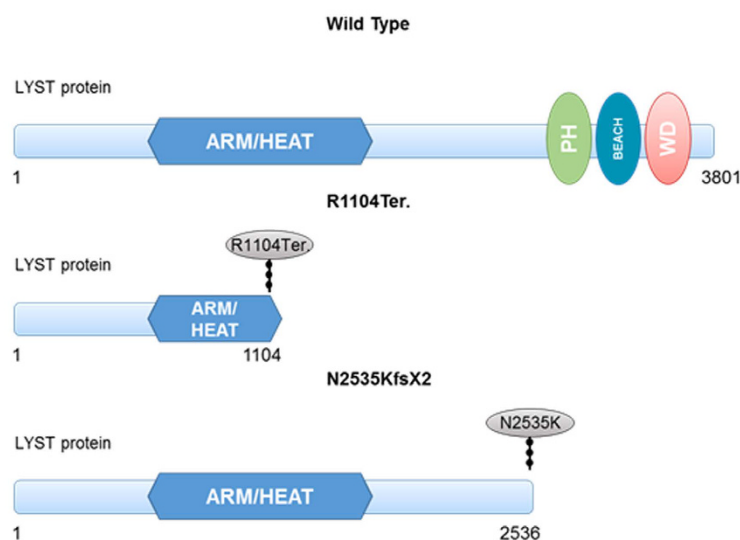 Wild Type
LYST protein
ARM/HEAT
PH
BEACH
WD
1
3801
R1104Ter.
R1104Ter.
LYST protein
ARM/
HEAT
1
1104
N2535KfsX2
N2535K
LYST protein
ARM/HEAT
1
2536